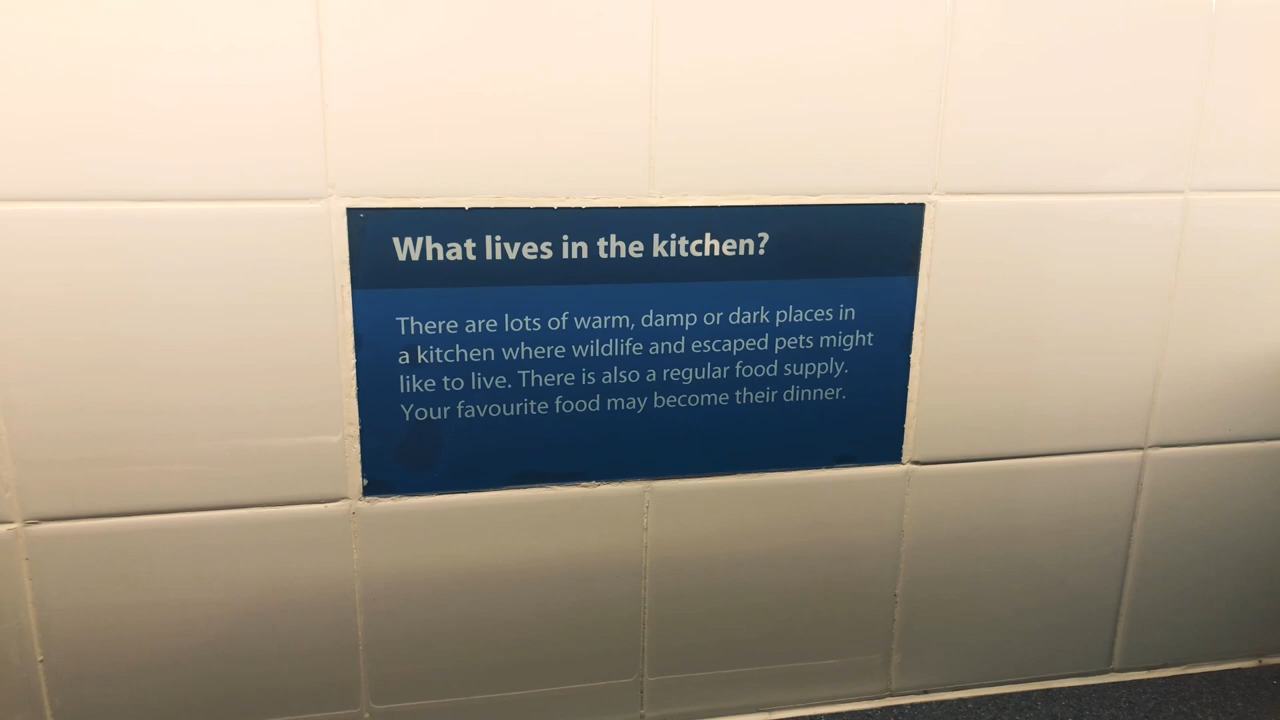 What lives in the kitchen?
There are lots of warm, damp or dark places in
a kitchen where wildlife and escaped pets might
like to live. There is also a regular food supply.
Your favourite food may become their dinner.